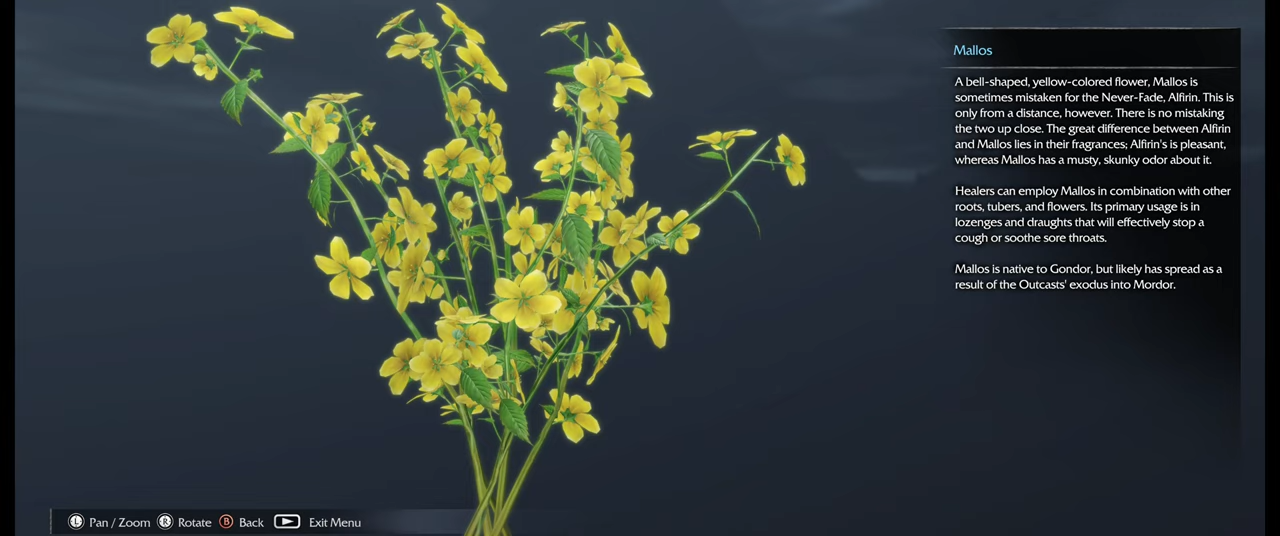 Mallos
A bell-shaped, yellow-colored flower, Mallos is
sometimes mistaken for the Never-Fade, Alfirin. This is
only from a distance, however. There is no mistaking
the two up close. The great difference between Alfirin
and Mallos lies in their fragrances; Alfirin's is pleasant,
whereas Mallos has a musty, skunky odor about it.
Healers can employ Mallos in combination with other
roots, tubers, and flowers. Its primary usage is in
lozenges and draughts that will effectively stop a
cough or soothe sore throats.
Mallos is native to Gondor, but likely has spread as a
result of the Outcasts' exodus into Mordor.
L Pan / Zoom R Rotate B Back Exit Menu